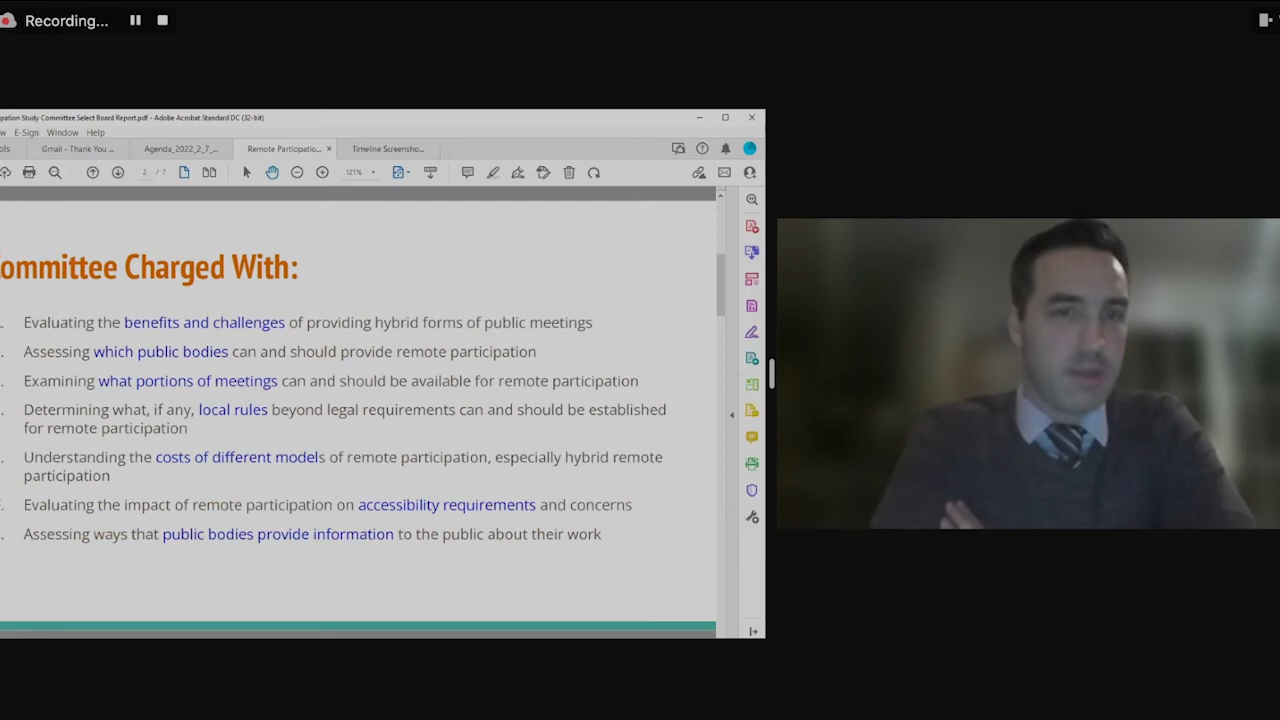 Recording...
ipation Study Committee Select Board Report.pdf - Adobe Acrobat Standard DC (32-bit)
w E-Sign Window Help
ols Gmail - Thank You ... Agenda_2022_2_7_... Remote Participatio... × Timeline Screensho...
2 / 7 121%
ommittee Charged With:
Evaluating the benefits and challenges of providing hybrid forms of public meetings
Assessing which public bodies can and should provide remote participation
Examining what portions of meetings can and should be available for remote participation
Determining what, if any, local rules beyond legal requirements can and should be established
for remote participation
Understanding the costs of different models of remote participation, especially hybrid remote
participation
Evaluating the impact of remote participation on accessibility requirements and concerns
Assessing ways that public bodies provide information to the public about their work